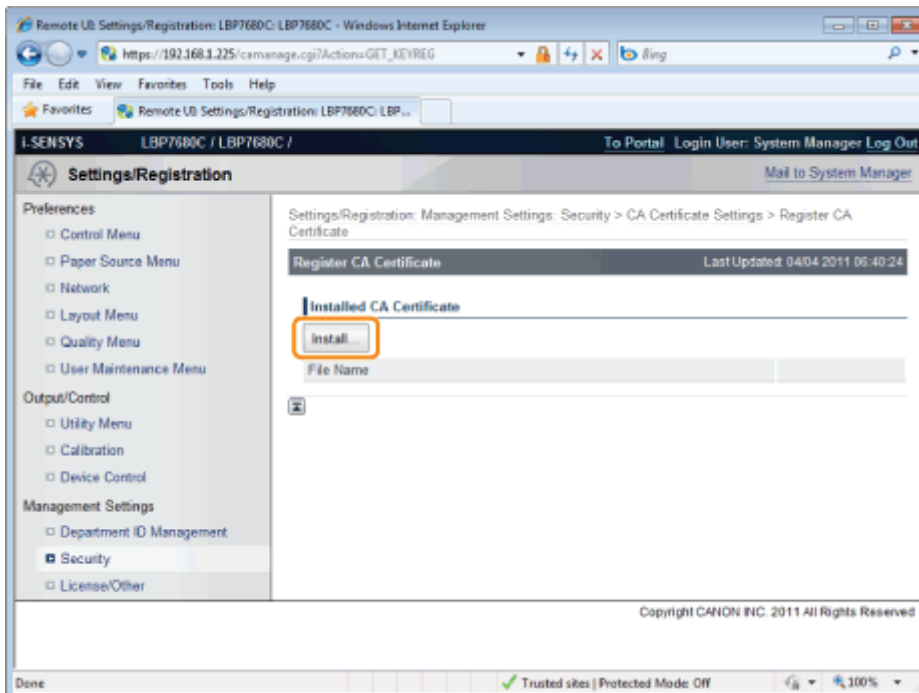 Remote UI: Settings/Registration: LBP7680C: LBP7680C - Windows Internet Explorer
https://192.168.1.225/camanage.cgi?Action=GET_KEYREG
Bing
File Edit View Favorites Tools Help
Favorites
Remote UI: Settings/Registration: LBP7680C: LBP...
i-SENSYS
LBP7680C / LBP7680C /
To Portal Login User: System Manager Log Out
Settings/Registration
Mail to System Manager
Preferences
Control Menu
Paper Source Menu
Network
Layout Menu
Quality Menu
User Maintenance Menu
Output/Control
Utility Menu
Calibration
Device Control
Management Settings
Department ID Management
Security
License/Other
Settings/Registration: Management Settings: Security > CA Certificate Settings > Register CA
Certificate
Register CA Certificate
Last Updated: 04/04 2011 06:40:24
Installed CA Certificate
Install...
File Name
Copyright CANON INC. 2011 All Rights Reserved
Done
Trusted sites | Protected Mode: Off
100%